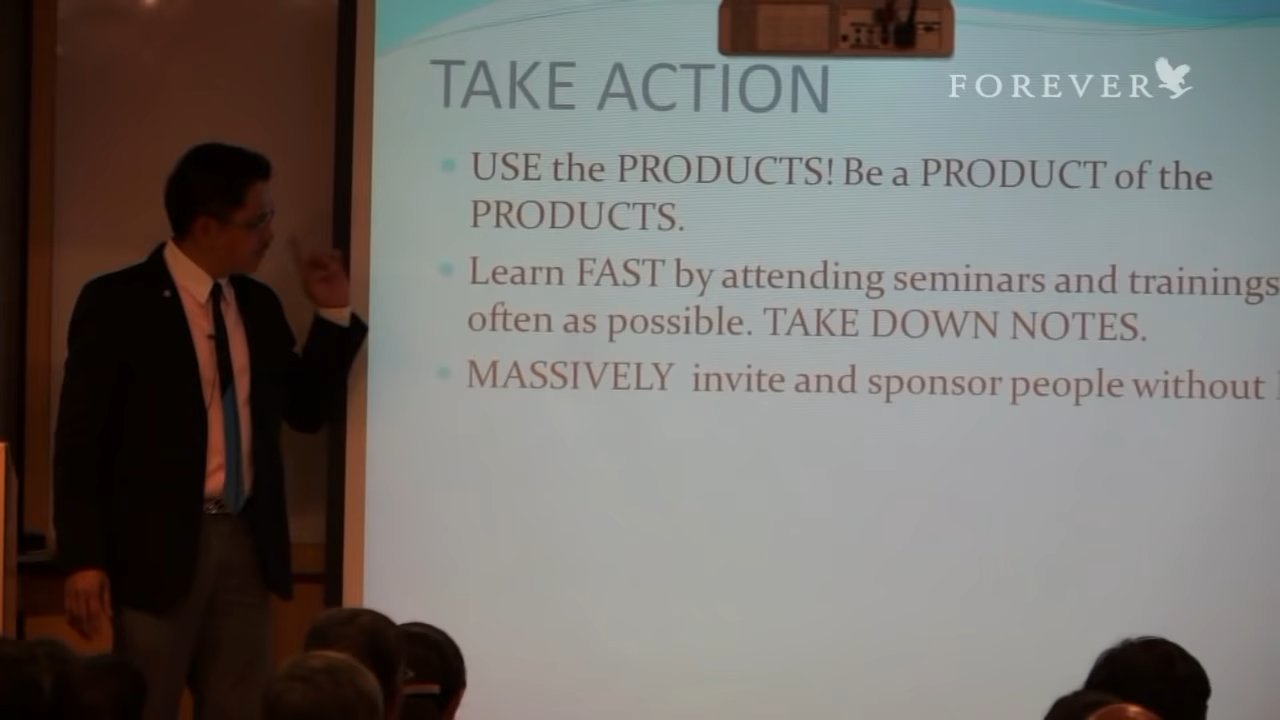 TAKE ACTION
FOREVER
USE the PRODUCTS! Be a PRODUCT of the
PRODUCTS.
Learn FAST by attending seminars and trainings
often as possible. TAKE DOWN NOTES.
MASSIVELY invite and sponsor people without